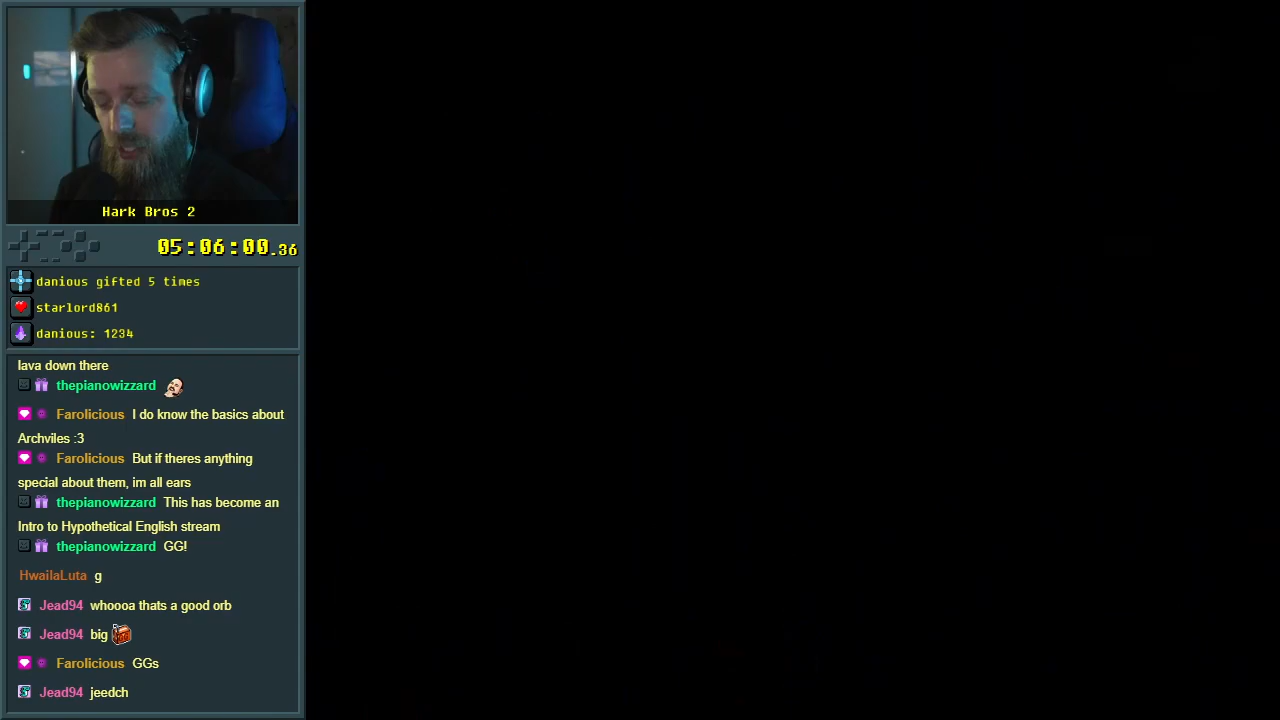 Hark Bros 2
05:06:00.36
danious gifted 5 times
starlord861
danious: 1234
lava down there
thepianowizzard
Farolicious I do know the basics about
Archviles :3
Farolicious But if theres anything
special about them, im all ears
thepianowizzard This has become an
Intro to Hypothetical English stream
thepianowizzard GG!
HwailaLuta g
Jead94 whoooa thats a good orb
Jead94 big
Farolicious GGs
Jead94 jeedch